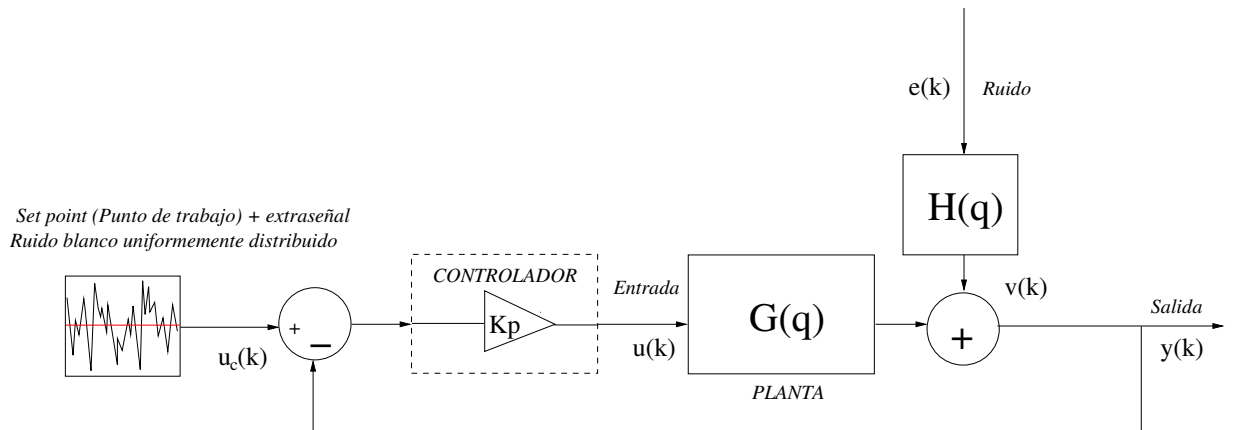 e(k)
Ruido
H(q)
Set point (Punto de trabajo) + extraseñal
Ruido blanco uniformemente distribuido
CONTROLADOR
Entrada
v(k)
Salida
+
Kp
G(q)
+
−
u_c(k)
u(k)
y(k)
PLANTA